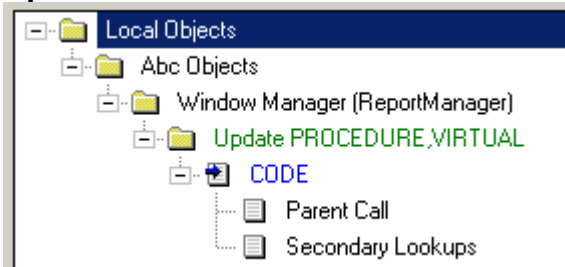 Local Objects
Abc Objects
Window Manager (ReportManager)
Update PROCEDURE,VIRTUAL
CODE
Parent Call
Secondary Lookups